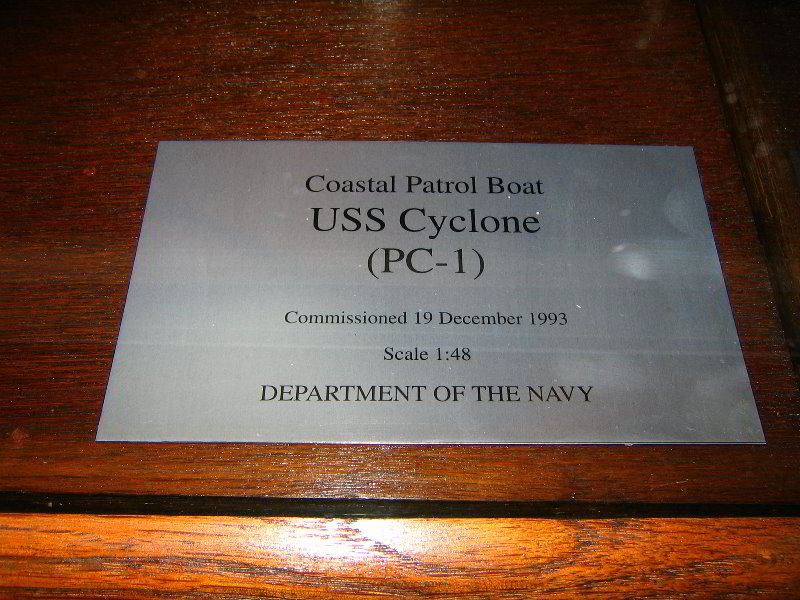 Coastal Patrol Boat
USS Cyclone
(PC-1)
Commissioned 19 December 1993
Scale 1:48
DEPARTMENT OF THE NAVY